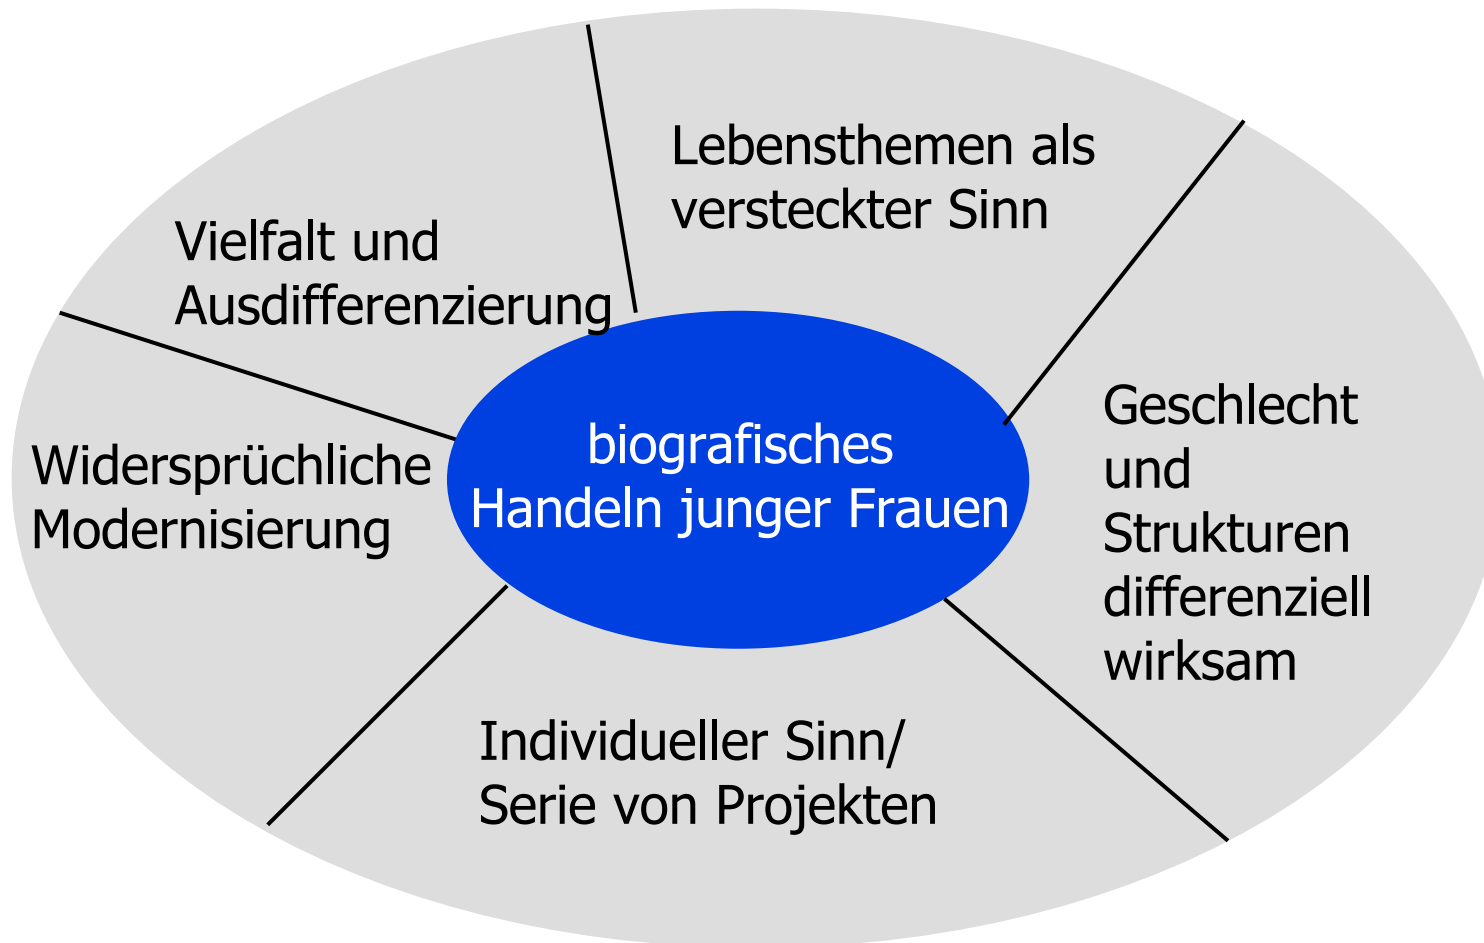 Lebensthemen als
versteckter Sinn
Vielfalt und
Ausdifferenzierung
Geschlecht
und
Strukturen
differenziell
wirksam
biografisches
Handeln junger Frauen
Widersprüchliche
Modernisierung
Individueller Sinn/
Serie von Projekten